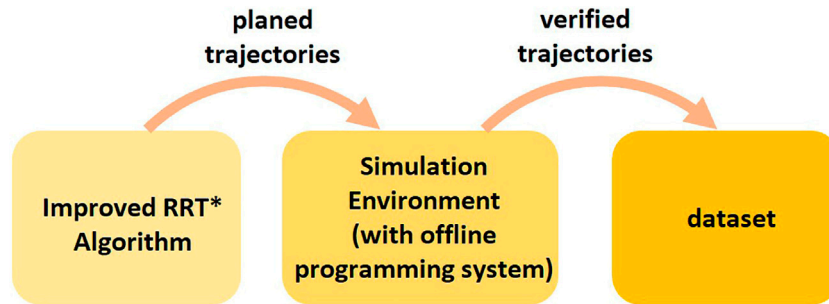 planed
trajectories
verified
trajectories
Improved RRT*
Algorithm
Simulation
Environment
(with offline
programming system)
dataset